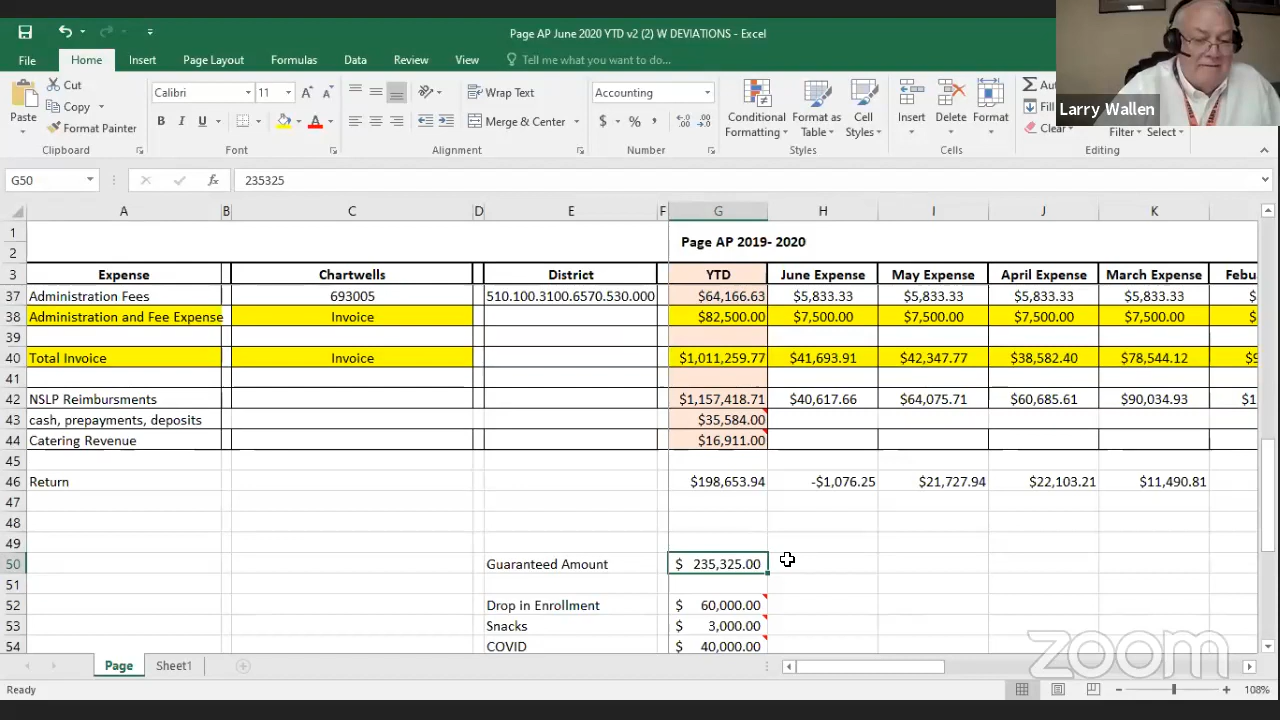 Page AP June 2020 YTD v2 (2) W DEVIATIONS - Excel
File Home Insert Page Layout Formulas Data Review View Tell me what you want to do...
Larry Wallen
Cut
Copy
Format Painter
Paste
Clipboard
Calibri 11
B I U
Font
Wrap Text
Merge & Center
Alignment
Accounting
$ % ,
Number
Conditional Formatting
Format as Table
Cell Styles
Styles
Insert Delete Format
Cells
Clear
Filter Select
Editing
G50 fx 235325
A B C D E F G H I J K
1
2 Page AP 2019- 2020
3 Expense Chartwells District YTD June Expense May Expense April Expense March Expense
37 Administration Fees 693005 510.100.3100.6570.530.000 $64,166.63 $5,833.33 $5,833.33 $5,833.33 $5,833.33
38 Administration and Fee Expense Invoice $82,500.00 $7,500.00 $7,500.00 $7,500.00 $7,500.00
39
40 Total Invoice Invoice $1,011,259.77 $41,693.91 $42,347.77 $38,582.40 $78,544.12
41
42 NSLP Reimbursments $1,157,418.71 $40,617.66 $64,075.71 $60,685.61 $90,034.93
43 cash, prepayments, deposits $35,584.00
44 Catering Revenue $16,911.00
45
46 Return $198,653.94 -$1,076.25 $21,727.94 $22,103.21 $11,490.81
47
48
49
50 Guaranteed Amount $ 235,325.00
51
52 Drop in Enrollment $ 60,000.00
53 Snacks $ 3,000.00
54 COVID $ 40,000.00
Page Sheet1
zoom
Ready 108%